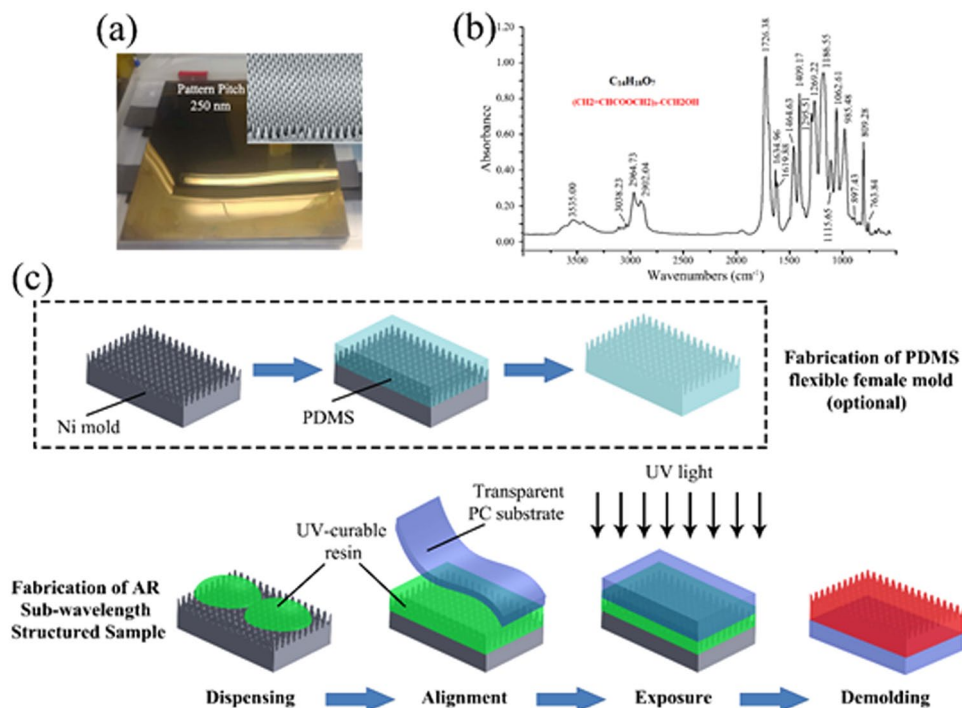 (a)
Pattern Pitch
250 nm
(b)
Absorbance
1.20
0.80
0.60
0.40
0.20
0.00
C₁₄H₁₈O₇
(CH2=CHCOOCH2)₃-CCH2OH
3535.00
3038.23
2964.73
2902.04
1726.38
1634.96
1619.88
1464.63
1409.17
1295.51
1269.22
1186.55
1115.65
1062.61
985.48
897.43
809.28
763.84
3500
3000
2500
2000
1500
1000
Wavenumbers (cm⁻¹)
(c)
Ni mold
PDMS
Fabrication of PDMS
flexible female mold
(optional)
Fabrication of AR
Sub-wavelength
Structured Sample
UV-curable
resin
Transparent
PC substrate
UV light
Dispensing
Alignment
Exposure
Demolding